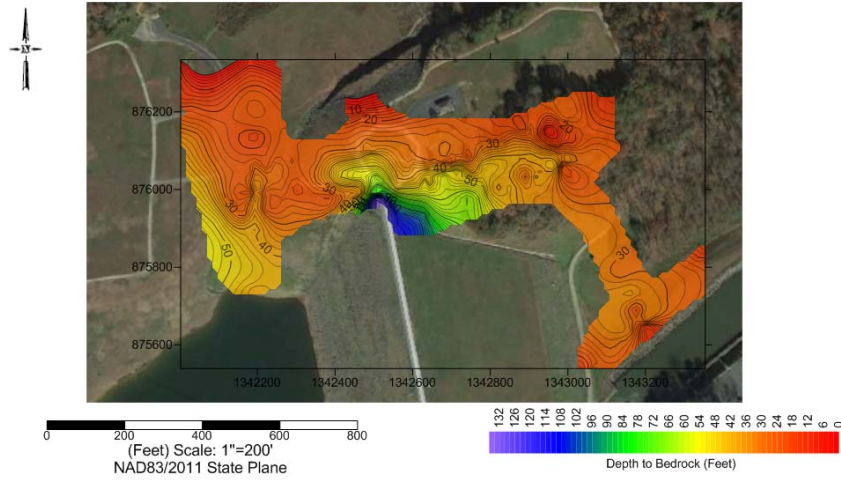 N
10
20
20
876200
30
40
50
30
876000
40
30
50
40
30
875800
875600
1342200 1342400 1342600 1342800 1343000 1343200
132 126 120 114 108 102 96 90 84 78 72 66 60 54 48 42 36 30 24 18 12 6 0
0 200 400 600 800
(Feet) Scale: 1"=200'
NAD83/2011 State Plane
Depth to Bedrock (Feet)